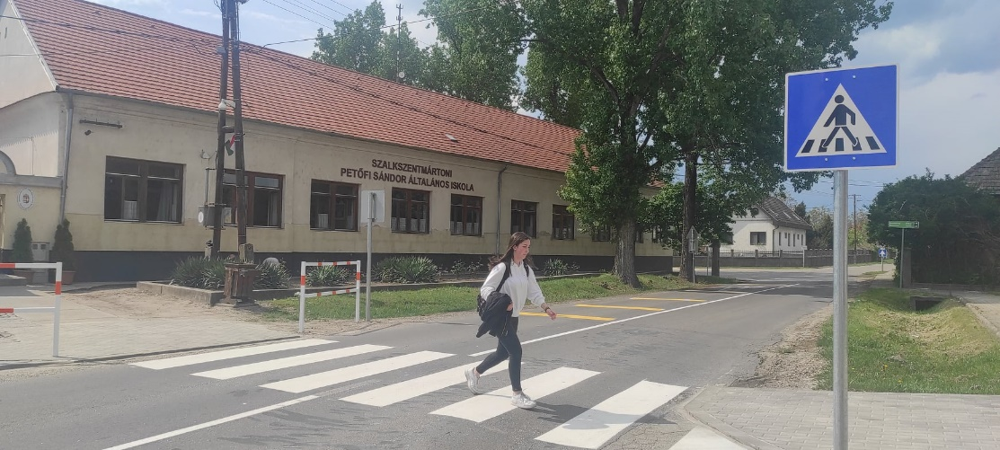 SZALKSZENTMÁRTONI
PETŐFI SÁNDOR ÁLTALÁNOS ISKOLA